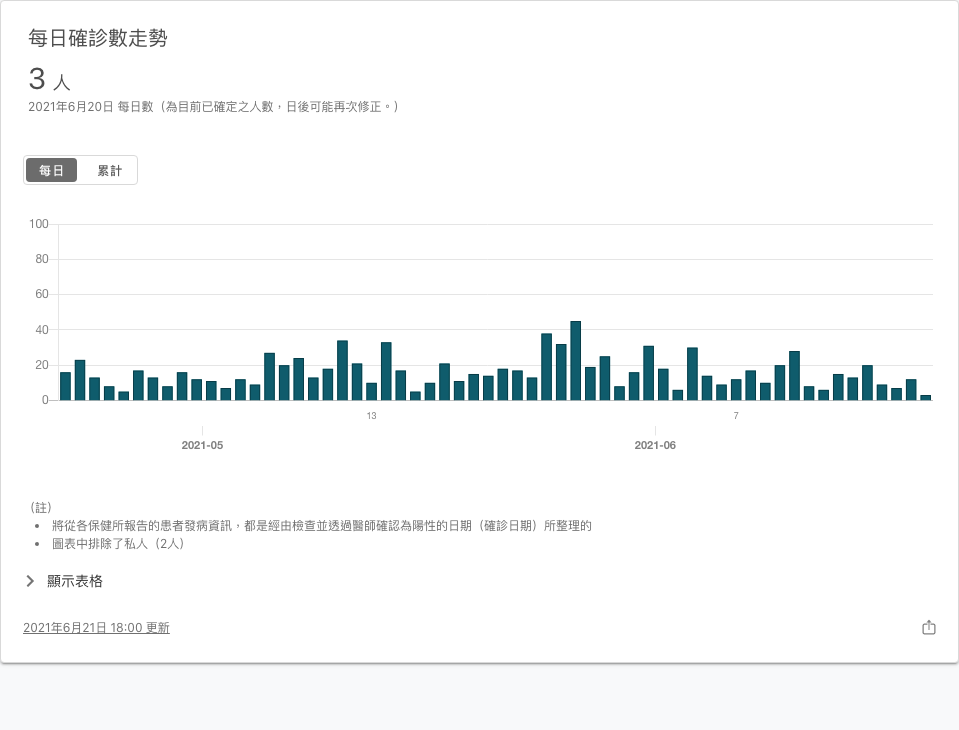 每日確診數走勢
3 人
2021年6月20日 每日數（為目前已確定之人數，日後可能再次修正。）
每日 累計
100
80
60
40
20
0
13 7
2021-05 2021-06
（註）
• 將從各保健所報告的患者發病資訊，都是經由檢查並透過醫師確認為陽性的日期（確診日期）所整理的
• 圖表中排除了私人（2人）
顯示表格
2021年6月21日 18:00 更新